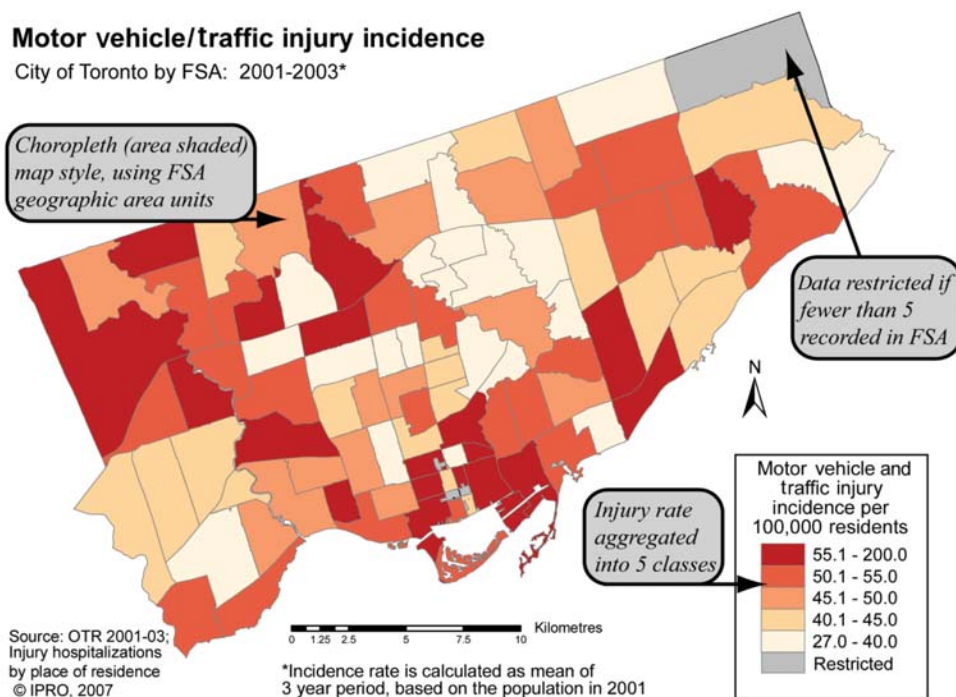 Motor vehicle/traffic injury incidence
City of Toronto by FSA: 2001-2003*
Choropleth (area shaded)
map style, using FSA
geographic area units
Data restricted if
fewer than 5
recorded in FSA
N
Injury rate
aggregated
into 5 classes
Motor vehicle and
traffic injury
incidence per
100,000 residents
55.1 - 200.0
50.1 - 55.0
45.1 - 50.0
40.1 - 45.0
27.0 - 40.0
Restricted
Kilometres
0 1.25 2.5 5 7.5 10
Source: OTR 2001-03;
Injury hospitalizations
by place of residence
© IPRO, 2007
*Incidence rate is calculated as mean of
3 year period, based on the population in 2001